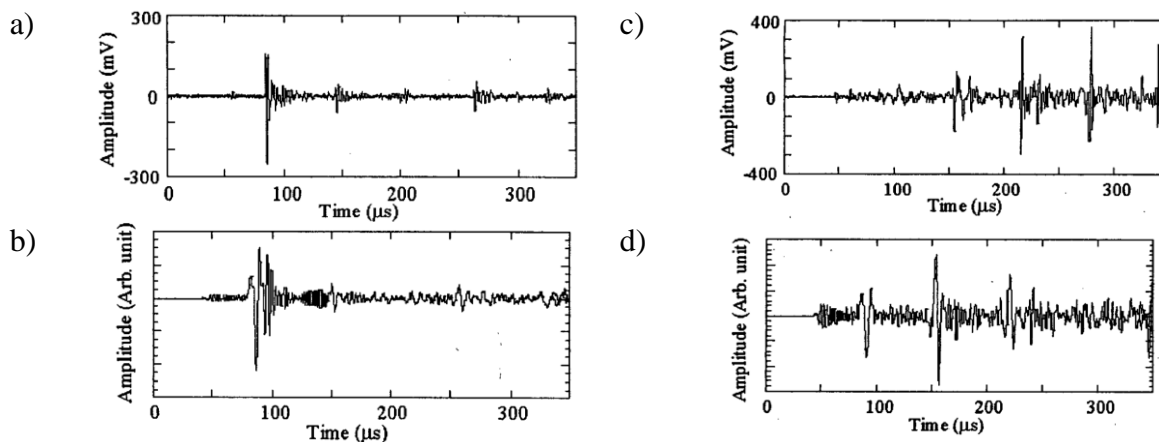 a)
300
0
-300
Amplitude (mV)
0 100 200 300
Time (μs)
b)
Amplitude (Arb. unit)
0 100 200 300
Time (μs)
c)
400
0
-400
Amplitude (mV)
0 100 200 300
Time (μs)
d)
Amplitude (Arb. unit)
0 100 200 300
Time (μs)